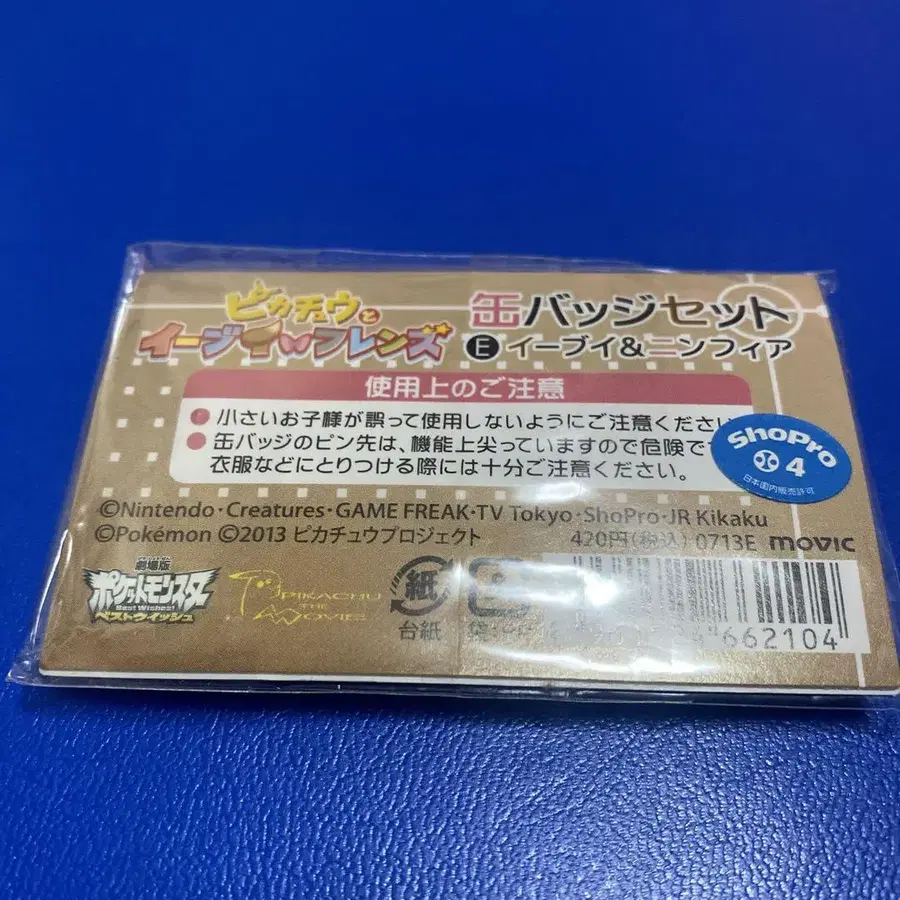 ピカチュウと
イーブイ☆フレンズ
缶バッジセット
E イーブイ&ニンフィア
使用上のご注意
●小さいお子様が誤って使用しないようにご注意ください
●缶バッジのピン先は、機能上尖っていますので危険です
衣服などにとりつける際には十分ご注意ください。
ShoPro
4
日本国内販売許可
©Nintendo・Creatures・GAME FREAK・TV Tokyo・ShoPro・JR Kikaku
©Pokémon ©2013 ピカチュウプロジェクト
420円(税込) 0713E movic
劇場版
ポケットモンスター
Best Wishes!
ベストウイッシュ
PIKACHU
THE
MOVIE
紙
台紙
662104